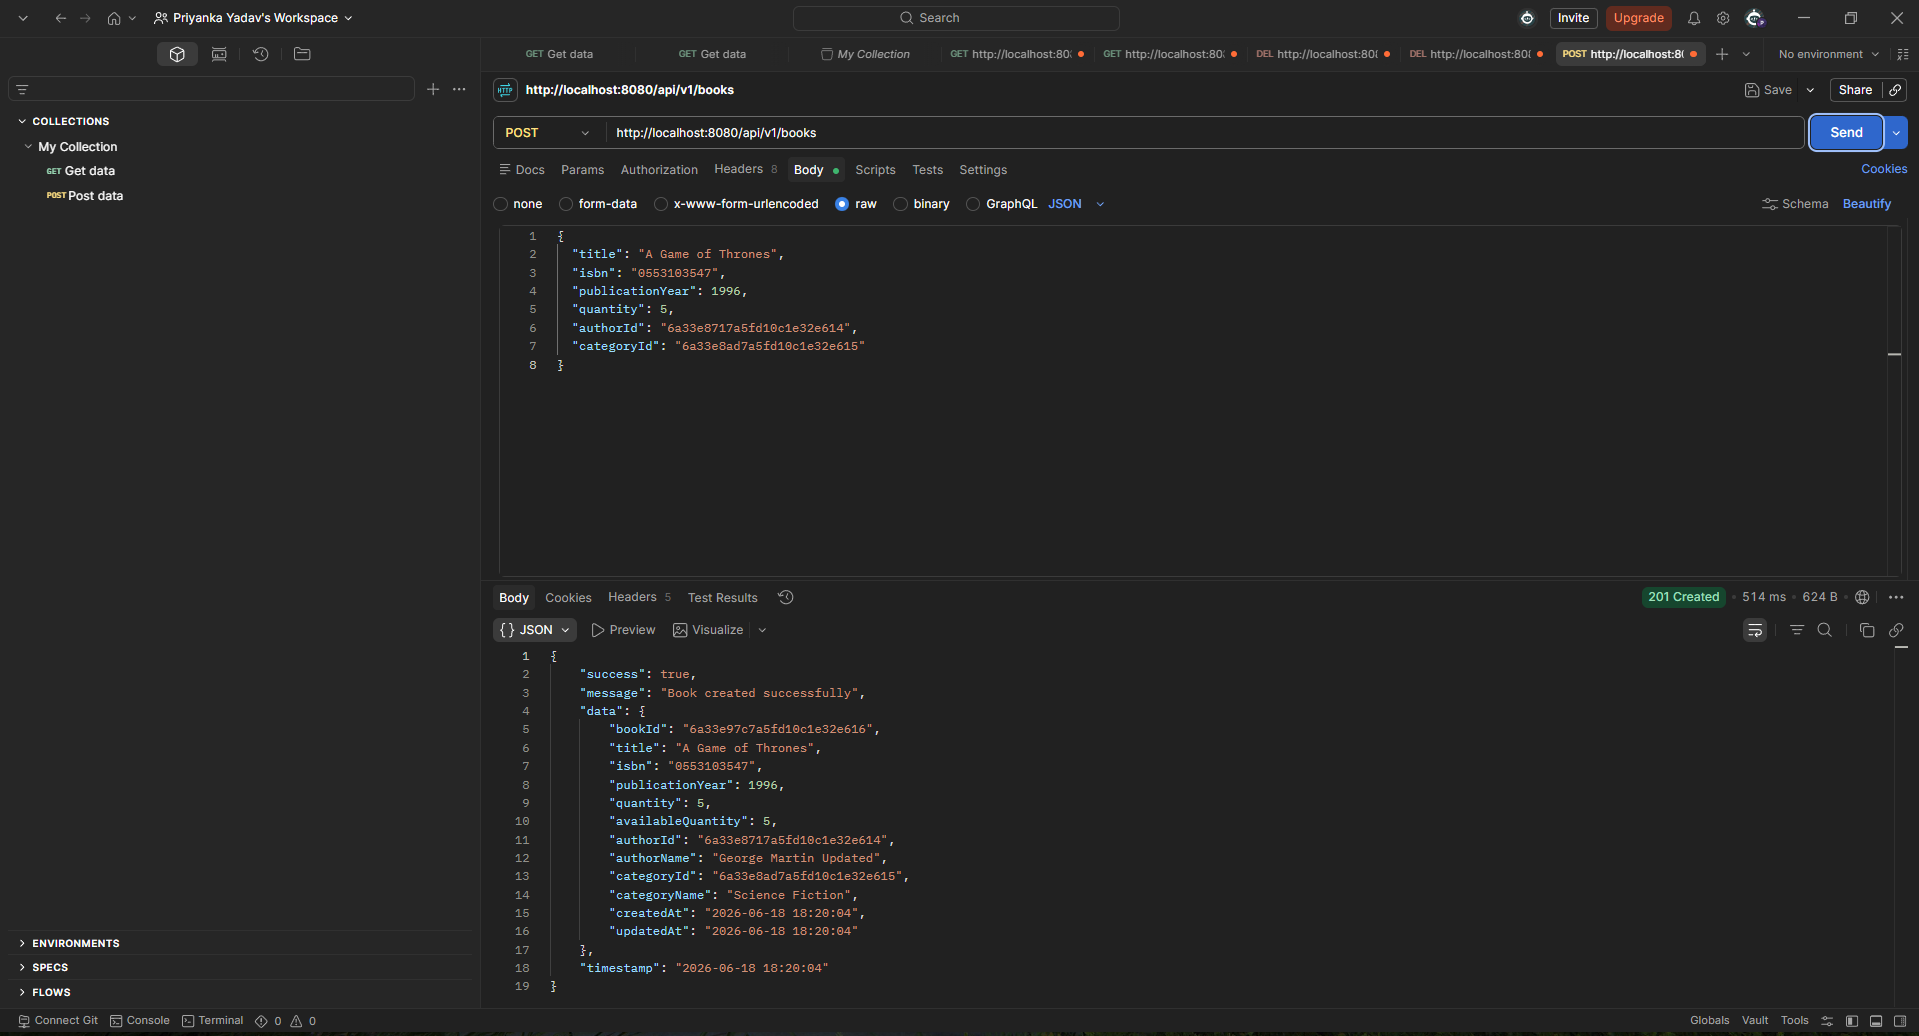 Priyanka Yadav's Workspace
Search
Invite
Upgrade
GET Get data
GET Get data
My Collection
GET http://localhost:80
GET http://localhost:80
DEL http://localhost:80
DEL http://localhost:80
POST http://localhost:8
No environment
HTTP http://localhost:8080/api/v1/books
Save
Share
COLLECTIONS
My Collection
GET Get data
POST Post data
POST http://localhost:8080/api/v1/books
Send
Docs Params Authorization Headers 8 Body Scripts Tests Settings
Cookies
none form-data x-www-form-urlencoded raw binary GraphQL JSON
Schema Beautify
1 {
2 "title": "A Game of Thrones",
3 "isbn": "0553103547",
4 "publicationYear": 1996,
5 "quantity": 5,
6 "authorId": "6a33e8717a5fd10c1e32e614",
7 "categoryId": "6a33e8ad7a5fd10c1e32e615"
8 }
Body Cookies Headers 5 Test Results
201 Created 514 ms 624 B
{} JSON Preview Visualize
1 {
2 "success": true,
3 "message": "Book created successfully",
4 "data": {
5 "bookId": "6a33e97c7a5fd10c1e32e616",
6 "title": "A Game of Thrones",
7 "isbn": "0553103547",
8 "publicationYear": 1996,
9 "quantity": 5,
10 "availableQuantity": 5,
11 "authorId": "6a33e8717a5fd10c1e32e614",
12 "authorName": "George Martin Updated",
13 "categoryId": "6a33e8ad7a5fd10c1e32e615",
14 "categoryName": "Science Fiction",
15 "createdAt": "2026-06-18 18:20:04",
16 "updatedAt": "2026-06-18 18:20:04"
17 },
18 "timestamp": "2026-06-18 18:20:04"
19 }
ENVIRONMENTS
SPECS
FLOWS
Connect Git Console Terminal 0 0
Globals Vault Tools